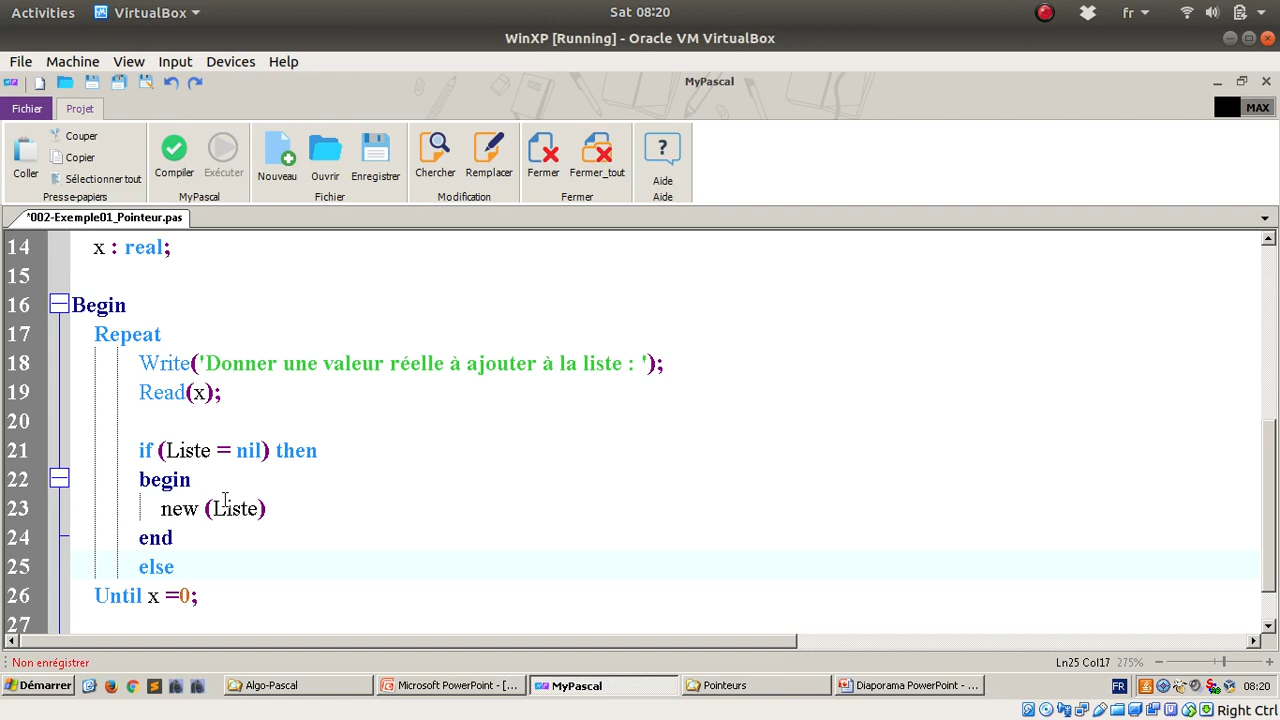 Activities VirtualBox Sat 08:20 fr
WinXP [Running] - Oracle VM VirtualBox
File Machine View Input Devices Help
MyPascal
Fichier Projet MAX
Coller Couper Copier Sélectionner tout Compiler Exécuter Nouveau Ouvrir Enregistrer Chercher Remplacer Fermer Fermer_tout Aide
Presse-papiers MyPascal Fichier Modification Fermer Aide
*002-Exemple01_Pointeur.pas
14 x : real;
15
16 Begin
17 Repeat
18 Write('Donner une valeur réelle à ajouter à la liste : ');
19 Read(x);
20
21 if (Liste = nil) then
22 begin
23 new (Liste)
24 end
25 else
26 Until x =0;
27
Non enrégistrer Ln25 Col17 275%
Démarrer Algo-Pascal Microsoft PowerPoint - [... MyPascal Pointeurs Diaporama PowerPoint - ... FR 08:20
Right Ctrl